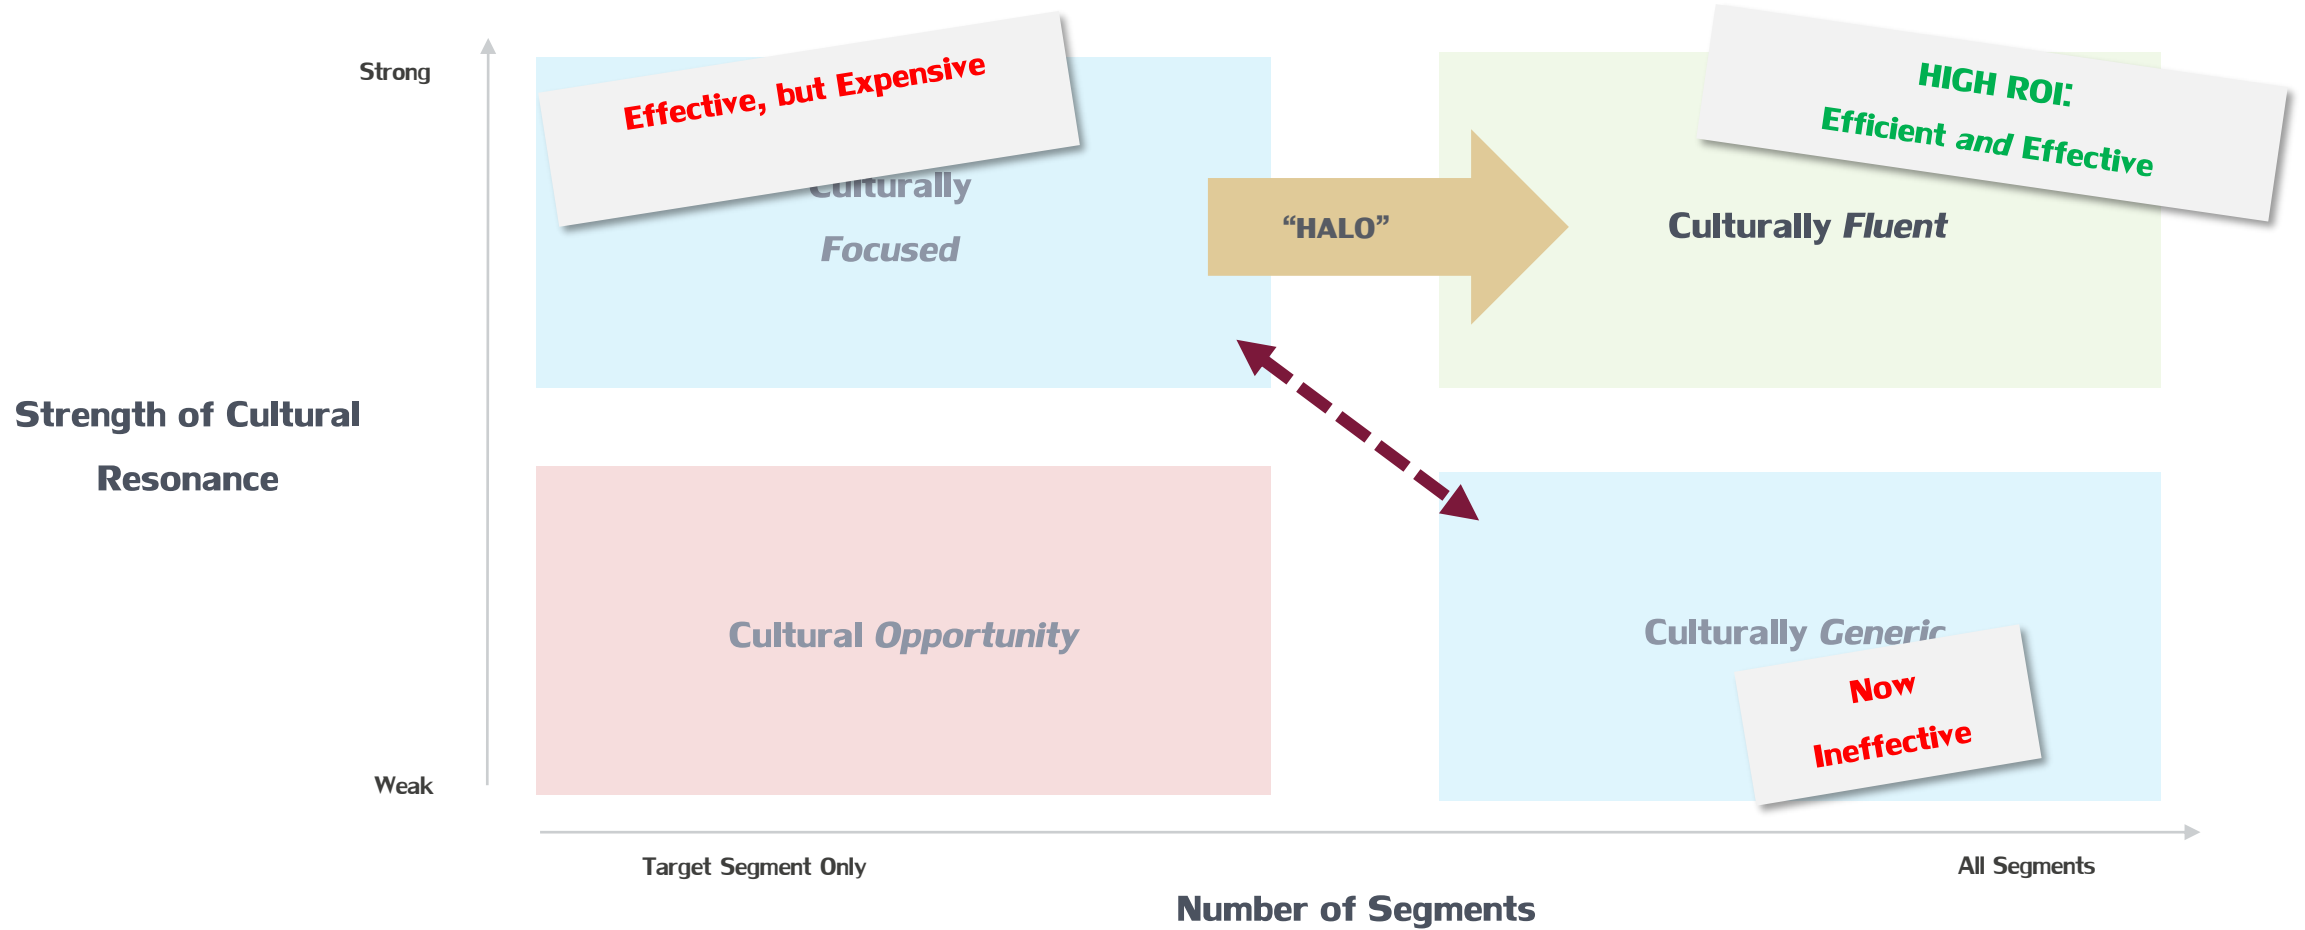 Strong
Effective, but Expensive
HIGH ROI:
Efficient and Effective
Culturally
Focused
“HALO”
Culturally Fluent
Strength of Cultural
Resonance
Cultural Opportunity
Culturally Generic
Now
Ineffective
Weak
Target Segment Only
All Segments
Number of Segments